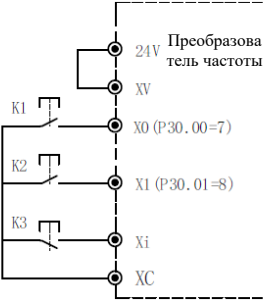 24V
Преобразова
тель частоты
XV
K1
X0(P30.00=7)
K2
X1(P30.01=8)
K3
Xi
XC